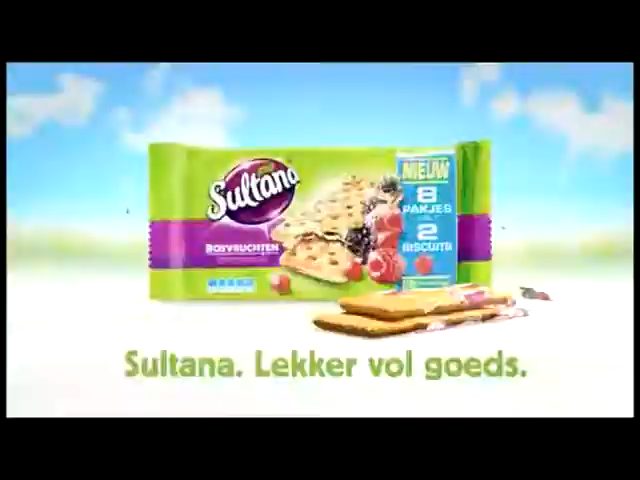 Sultana
BOSVRUCHTEN
NIEUW
8
PAKJES
2
BISCUITS
Sultana. Lekker vol goeds.